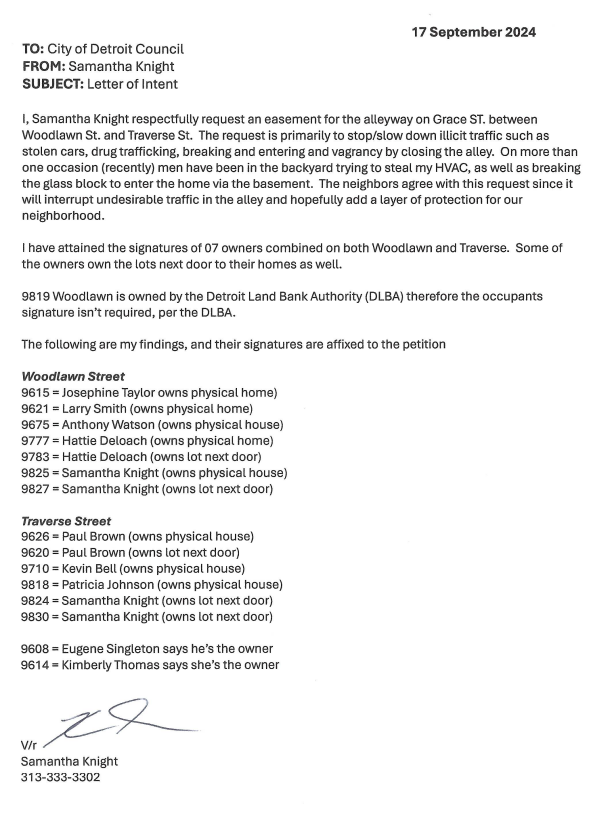 17 September 2024
TO: City of Detroit Council
FROM: Samantha Knight
SUBJECT: Letter of Intent
I, Samantha Knight respectfully request an easement for the alleyway on Grace ST. between
Woodlawn St. and Traverse St.  The request is primarily to stop/slow down illicit traffic such as
stolen cars, drug trafficking, breaking and entering and vagrancy by closing the alley.  On more than
one occasion (recently) men have been in the backyard trying to steal my HVAC, as well as breaking
the glass block to enter the home via the basement.  The neighbors agree with this request since it
will interrupt undesirable traffic in the alley and hopefully add a layer of protection for our
neighborhood.
I have attained the signatures of 07 owners combined on both Woodlawn and Traverse.  Some of
the owners own the lots next door to their homes as well.
9819 Woodlawn is owned by the Detroit Land Bank Authority (DLBA) therefore the occupants
signature isn't required, per the DLBA.
The following are my findings, and their signatures are affixed to the petition
Woodlawn Street
9615 = Josephine Taylor owns physical home)
9621 = Larry Smith (owns physical home)
9675 = Anthony Watson (owns physical house)
9777 = Hattie Deloach (owns physical home)
9783 = Hattie Deloach (owns lot next door)
9825 = Samantha Knight (owns physical house)
9827 = Samantha Knight (owns lot next door)
Traverse Street
9626 = Paul Brown (owns physical house)
9620 = Paul Brown (owns lot next door)
9710 = Kevin Bell (owns physical house)
9818 = Patricia Johnson (owns physical house)
9824 = Samantha Knight (owns lot next door)
9830 = Samantha Knight (owns lot next door)
9608 = Eugene Singleton says he's the owner
9614 = Kimberly Thomas says she's the owner
V/r
Samantha Knight
313-333-3302